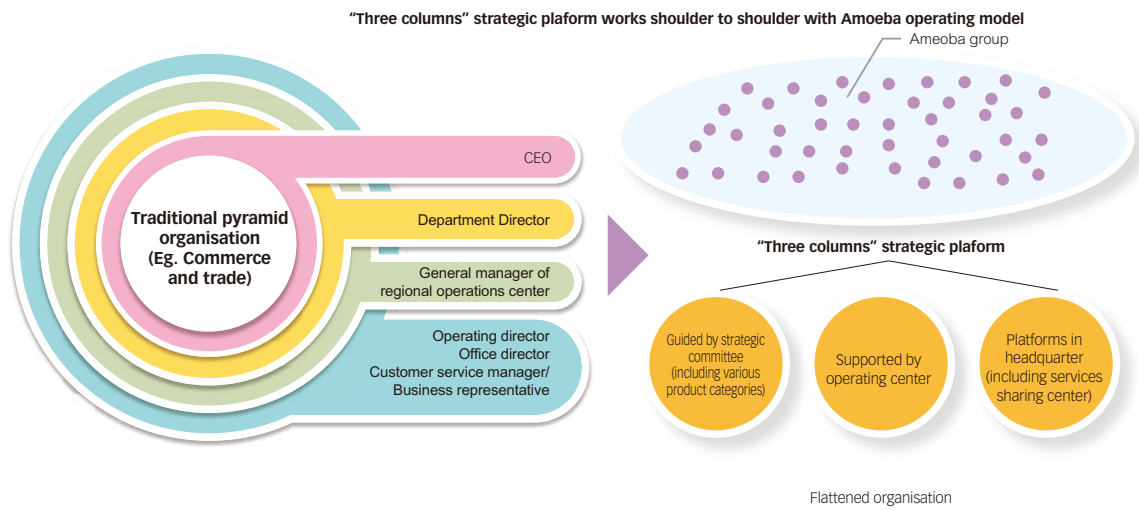 “Three columns” strategic plaform works shoulder to shoulder with Amoeba operating model
Ameoba group
Traditional pyramid
organisation
(Eg. Commerce
and trade)
CEO
Department Director
General manager of
regional operations center
Operating director
Office director
Customer service manager/
Business representative
“Three columns” strategic plaform
Guided by strategic
committee
(including various
product categories)
Supported by
operating center
Platforms in
headquarter
(including services
sharing center)
Flattened organisation